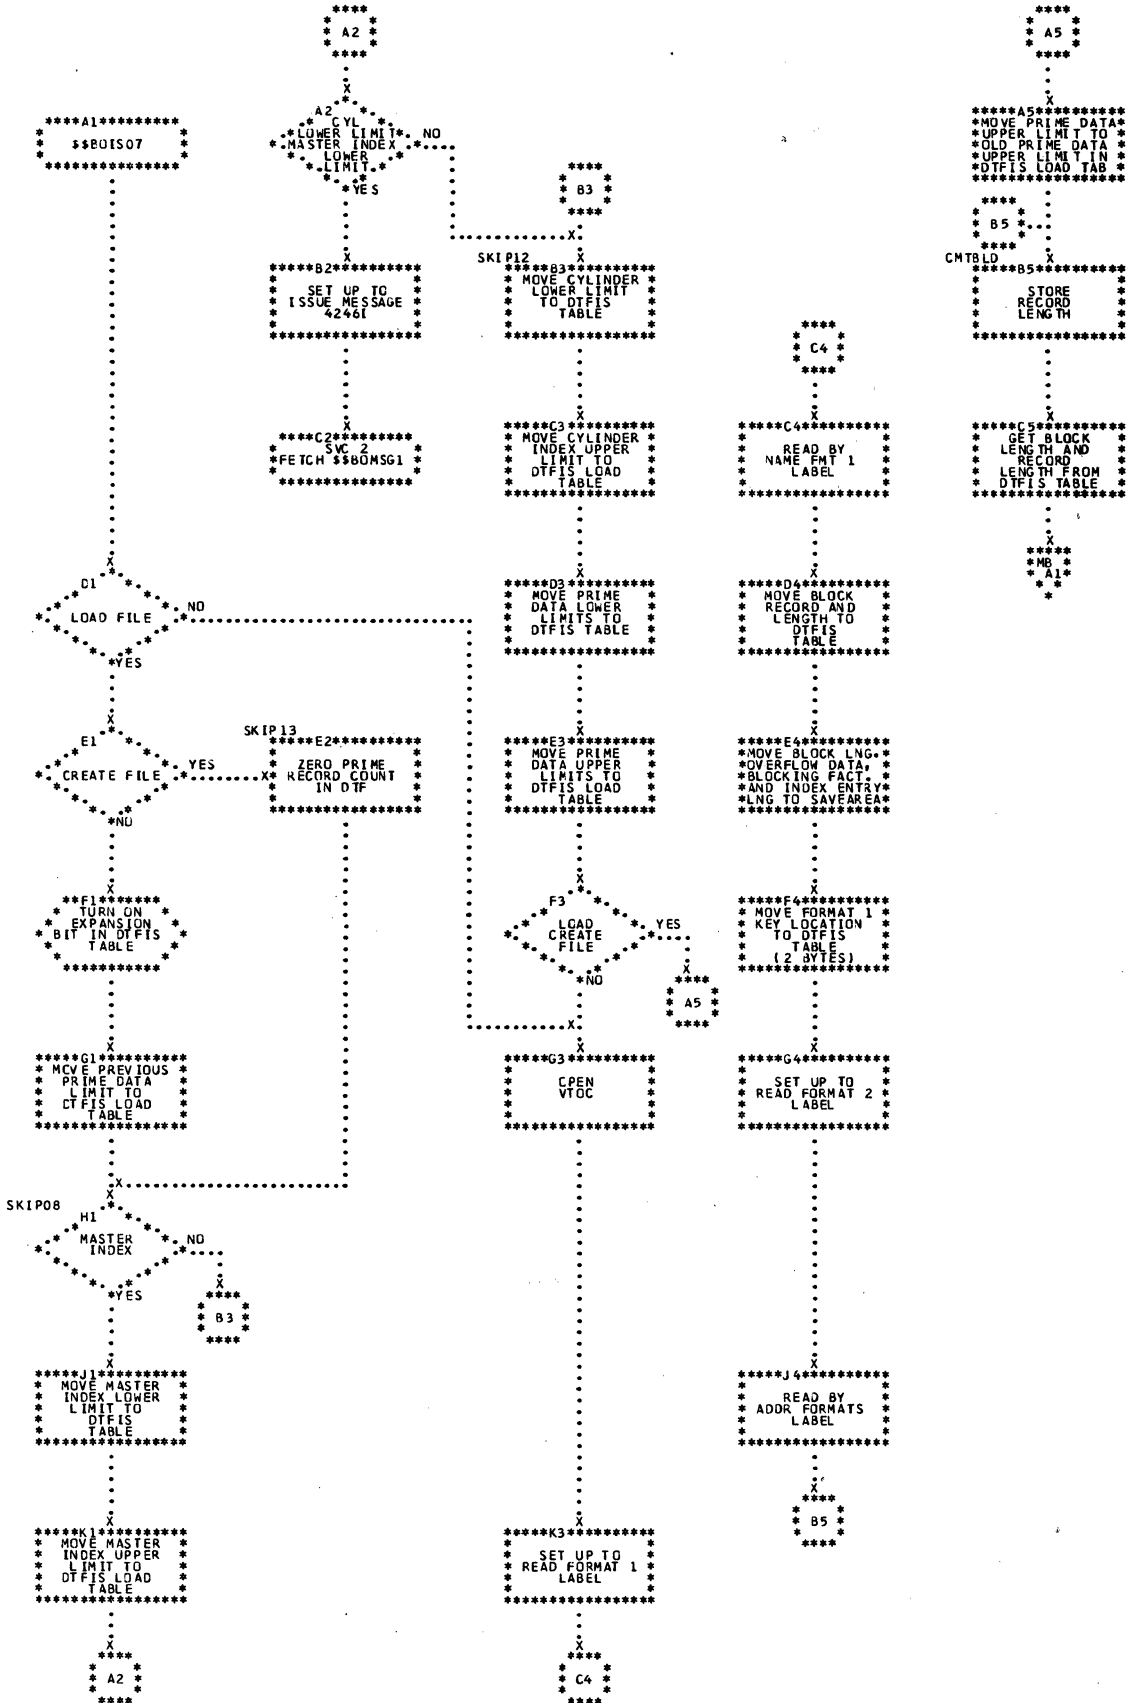 A2
A2
CYL
LOWER LIMIT
MASTER INDEX
LOWER
LIMIT
NO
YES
A1
$$BOIS07
B2
SET UP TO
ISSUE MESSAGE
4246I
C2
SVC 2
FETCH $$BOMSG1
D1
LOAD FILE
NO
YES
E1
CREATE FILE
YES
NO
SKIP13
E2
ZERO PRIME
RECORD COUNT
IN DTF
F1
TURN ON
EXPANSION
BIT IN DTFIS
TABLE
G1
MCVE PREVIOUS
PRIME DATA
LIMIT TO
CTFIS LOAD
TABLE
SKIP08
H1
MASTER
INDEX
NO
YES
B3
J1
MOVE MASTER
INDEX LOWER
LIMIT TO
DTFIS
TABLE
K1
MOVE MASTER
INDEX UPPER
LIMIT TO
DTFIS LOAD
TABLE
A2
B3
SKIP12
B3
MOVE CYLINDER
LOWER LIMIT
TO DTFIS
TABLE
C3
MOVE CYLINDER
INDEX UPPER
LIMIT TO
DTFIS LOAD
TABLE
D3
MOVE PRIME
DATA LOWER
LIMITS TO
DTFIS TABLE
E3
MOVE PRIME
DATA UPPER
LIMITS TO
DTFIS LOAD
TABLE
F3
LOAD
CREATE
FILE
YES
NO
A5
G3
CPEN
VTOC
K3
SET UP TO
READ FORMAT 1
LABEL
C4
C4
C4
READ BY
NAME FMT 1
LABEL
D4
MOVE BLOCK
RECORD AND
LENGTH TO
DTFIS
TABLE
E4
MOVE BLOCK LNG.
OVERFLOW DATA,
BLOCKING FACT.
AND INDEX ENTRY
LNG TO SAVEAREA
F4
MOVE FORMAT 1
KEY LOCATION
TO DTFIS
TABLE
(2 BYTES)
G4
SET UP TO
READ FORMAT 2
LABEL
J4
READ BY
ADDR FORMATS
LABEL
B5
A5
A5
MOVE PRIME DATA
UPPER LIMIT TO
OLD PRIME DATA
UPPER LIMIT IN
DTFIS LOAD TAB
B5
CMTBLD
B5
STORE
RECORD
LENGTH
C5
GET BLOCK
LENGTH AND
RECORD
LENGTH FROM
DTFIS TABLE
MB
A1